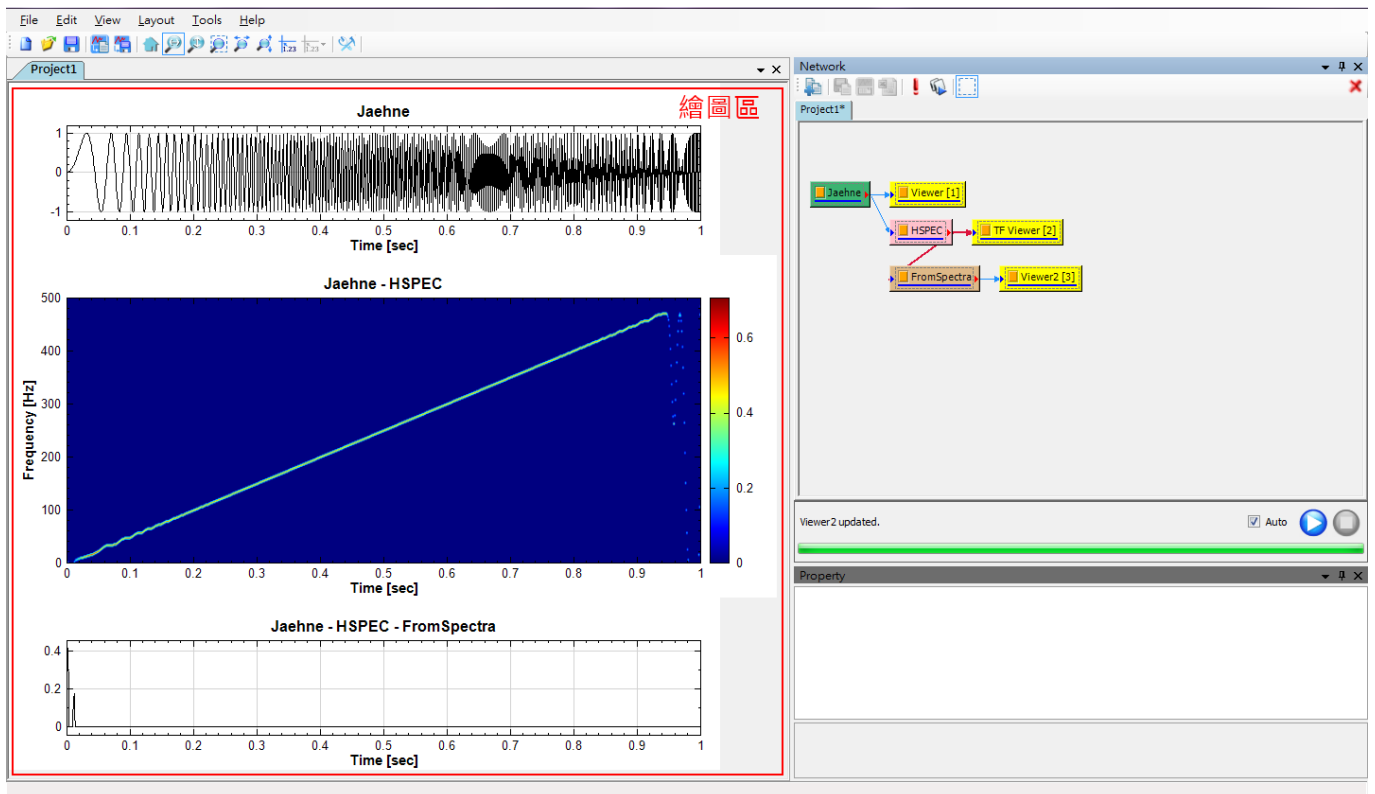 File Edit View Layout Tools Help
Project1
繪圖區
Jaehne
1
0
-1
0 0.1 0.2 0.3 0.4 0.5 0.6 0.7 0.8 0.9 1
Time [sec]
Jaehne - HSPEC
Frequency [Hz]
500
400
300
200
100
0
0 0.1 0.2 0.3 0.4 0.5 0.6 0.7 0.8 0.9 1
Time [sec]
0.6
0.4
0.2
0
Jaehne - HSPEC - FromSpectra
0.4
0.2
0
0 0.1 0.2 0.3 0.4 0.5 0.6 0.7 0.8 0.9 1
Time [sec]
Network
Project1*
Jaehne Viewer [1]
HSPEC TF Viewer [2]
FromSpectra Viewer2 [3]
Viewer2 updated. Auto
Property